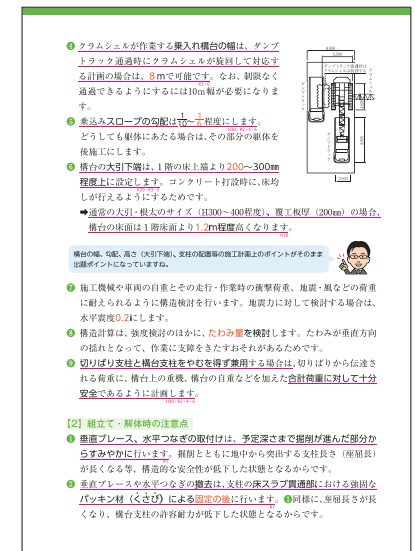 ❹ クラムシェルが作業する乗入れ構台の幅は、ダンプ
トラック通過時にクラムシェルが旋回して対応す
る計画の場合は、8mで可能です。なお、制限なく
通過できるようにするには10m幅が必要になりま
す。
❺ 乗込みスロープの勾配は1/10～1/6程度にします。
どうしても躯体にあたる場合は、その部分の躯体を
後施工にします。
❻ 構台の大引下端は、1階の床上端より200～300mm
程度上に設定します。コンクリート打設時に、床均
しが行えるようにするためです。
➡通常の大引・根太のサイズ（H300～400程度）、覆工板厚（200mm）の場合、
構台の床面は1階床面より1.2m程度高くなります。
構台の幅、勾配、高さ（大引下端）、支柱の配置等の施工計画上のポイントがそのまま
出題ポイントになっていますね。
❼ 施工機械や車両の自重とその走行・作業時の衝撃荷重、地震・風などの荷重
に耐えられるように構造検討を行います。地震力に対して検討する場合は、
水平震度0.2にします。
❽ 構造計算は、強度検討のほかに、たわみ量を検討します。たわみが垂直方向
の揺れとなって、作業に支障をきたすおそれがあるためです。
❾ 切りばり支柱と構台支柱をやむを得ず兼用する場合は、切りばりから伝達さ
れる荷重に、構台上の重機、構台の自重などを加えた合計荷重に対して十分
安全であるように計画します。
【2】組立て・解体時の注意点
❶ 垂直ブレース、水平つなぎの取付けは、予定深さまで掘削が進んだ部分か
らすみやかに行います。掘削とともに地中から突出する支柱長さ（座屈長）
が長くなる等、構造的な安全性が低下した状態となるからです。
❷ 垂直ブレースや水平つなぎの撤去は、支柱の床スラブ貫通部における強固な
パッキン材（くさび）による固定の後に行います。❶同様に、座屈長さが長
くなり、構台支柱の許容耐力が低下した状態となるからです。